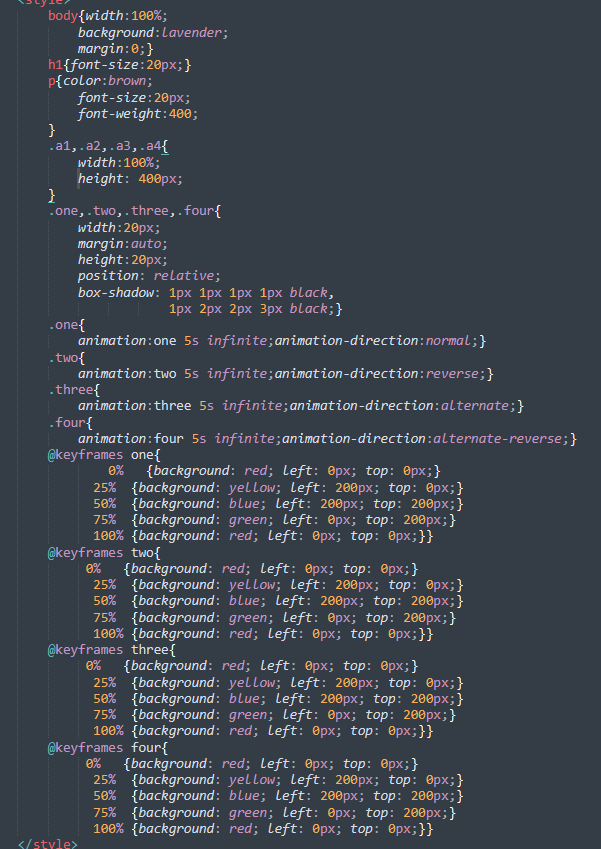 <style>
body{width:100%;
background:lavender;
margin:0;}
h1{font-size:20px;}
p{color:brown;
font-size:20px;
font-weight:400;
}
.a1,.a2,.a3,.a4{
width:100%;
height: 400px;
}
.one,.two,.three,.four{
width:20px;
margin:auto;
height:20px;
position: relative;
box-shadow: 1px 1px 1px 1px black,
1px 2px 2px 3px black;}
.one{
animation:one 5s infinite;animation-direction:normal;}
.two{
animation:two 5s infinite;animation-direction:reverse;}
.three{
animation:three 5s infinite;animation-direction:alternate;}
.four{
animation:four 5s infinite;animation-direction:alternate-reverse;}
@keyframes one{
0% {background: red; left: 0px; top: 0px;}
25% {background: yellow; left: 200px; top: 0px;}
50% {background: blue; left: 200px; top: 200px;}
75% {background: green; left: 0px; top: 200px;}
100% {background: red; left: 0px; top: 0px;}}
@keyframes two{
0% {background: red; left: 0px; top: 0px;}
25% {background: yellow; left: 200px; top: 0px;}
50% {background: blue; left: 200px; top: 200px;}
75% {background: green; left: 0px; top: 200px;}
100% {background: red; left: 0px; top: 0px;}}
@keyframes three{
0% {background: red; left: 0px; top: 0px;}
25% {background: yellow; left: 200px; top: 0px;}
50% {background: blue; left: 200px; top: 200px;}
75% {background: green; left: 0px; top: 200px;}
100% {background: red; left: 0px; top: 0px;}}
@keyframes four{
0% {background: red; left: 0px; top: 0px;}
25% {background: yellow; left: 200px; top: 0px;}
50% {background: blue; left: 200px; top: 200px;}
75% {background: green; left: 0px; top: 200px;}
100% {background: red; left: 0px; top: 0px;}}
</style>